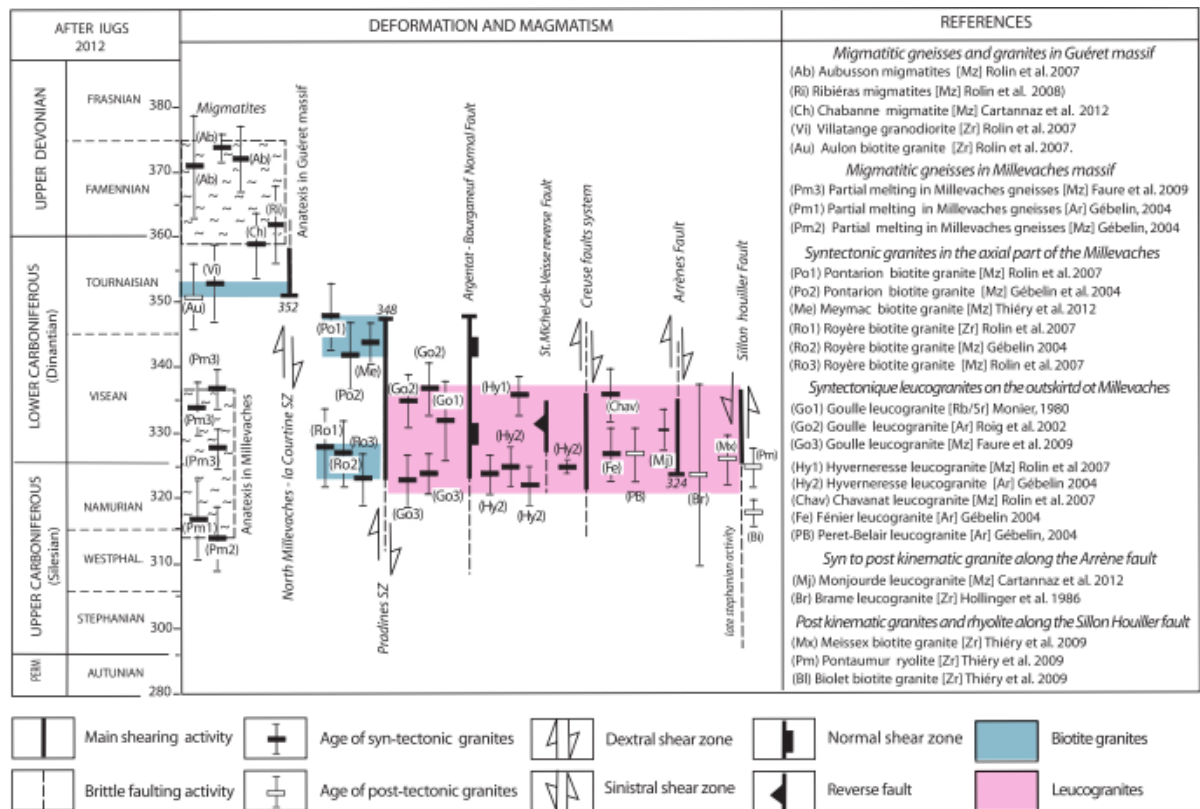 AFTER IUGS
2012
DEFORMATION AND MAGMATISM
REFERENCES
UPPER DEVONIAN
LOWER CARBONIFEROUS
(Dinantian)
UPPER CARBONIFEROUS
(Silesian)
PERM.
FRASNIAN
FAMENNIAN
TOURNAISIAN
VISEAN
NAMURIAN
WESTPHAL.
STEPHANIAN
AUTUNIAN
380
370
360
350
340
330
320
310
300
280
Migmatites
(Ab)
(Ab)
(Ab)
(Ri)
(Ch)
(Vi)
(Au)
352
Anatexis in Guéret massif
North Millevaches - la Courtine SZ
(Pm3)
(Pm3)
(Pm3)
(Pm1)
(Pm2)
Anatexis in Millevaches
(Po1)
(Po2)
(Me)
348
(Ro1)
(Ro2)
(Ro3)
Pradines SZ
(Go2)
(Go2)
(Go1)
(Go3)
Argentat - Bourganeuf Normal Fault
(Hy1)
(Hy2)
(Hy2)
(Hy2)
(Hy2)
St.Michel-de-Veisse reverse Fault
Creuse faults system
(Chav)
(Fe)
(PB)
(Mj)
324
Arrènes Fault
(Br)
(Mx)
Sillon houiller Fault
late stephanian activity
(Pm)
(Bi)
Migmatitic gneisses and granites in Guéret massif
(Ab) Aubusson migmatites [Mz] Rolin et al. 2007
(Ri) Ribiéras migmatites [Mz] Rolin et al. 2008)
(Ch) Chabanne migmatite [Mz] Cartannaz et al. 2012
(Vi) Villatange granodiorite [Zr] Rolin et al. 2007
(Au) Aulon biotite granite [Zr] Rolin et al. 2007.
Migmatitic gneisses in Millevaches massif
(Pm3) Partial melting in Millevaches gneisses [Mz] Faure et al. 2009
(Pm1) Partial melting in Millevaches gneisses [Ar] Gébelin, 2004
(Pm2) Partial melting in Millevaches gneisses [Mz] Gébelin, 2004
Syntectonic granites in the axial part of the Millevaches
(Po1) Pontarion biotite granite [Mz] Rolin et al. 2007
(Po2) Pontarion biotite granite [Mz] Gébelin et al. 2004
(Me) Meymac biotite granite [Mz] Thiéry et al. 2012
(Ro1) Royère biotite granite [Zr] Rolin et al. 2007
(Ro2) Royère biotite granite [Mz] Gébelin 2004
(Ro3) Royère biotite granite [Mz] Rolin et al. 2007
Syntectonique leucogranites on the outskirtd ot Millevaches
(Go1) Goulle leucogranite [Rb/Sr] Monier, 1980
(Go2) Goulle leucogranite [Ar] Roig et al. 2002
(Go3) Goulle leucogranite [Mz] Faure et al. 2009
(Hy1) Hyverneresse leucogranite [Mz] Rolin et al 2007
(Hy2) Hyverneresse leucogranite [Ar] Gébelin 2004
(Chav) Chavanat leucogranite [Mz] Rolin et al. 2007
(Fe) Fénier leucogranite [Ar] Gébelin 2004
(PB) Peret-Belair leucogranite [Ar] Gébelin, 2004
Syn to post kinematic granite along the Arrène fault
(Mj) Monjourde leucogranite [Mz] Cartannaz et al. 2012
(Br) Brame leucogranite [Zr] Hollinger et al. 1986
Post kinematic granites and rhyolite along the Sillon Houiller fault
(Mx) Meissex biotite granite [Zr] Thiéry et al. 2009
(Pm) Pontaumur ryolite [Zr] Thiéry et al. 2009
(Bl) Biolet biotite granite [Zr] Thiéry et al. 2009
Main shearing activity
Age of syn-tectonic granites
Dextral shear zone
Normal shear zone
Biotite granites
Brittle faulting activity
Age of post-tectonic granites
Sinistral shear zone
Reverse fault
Leucogranites